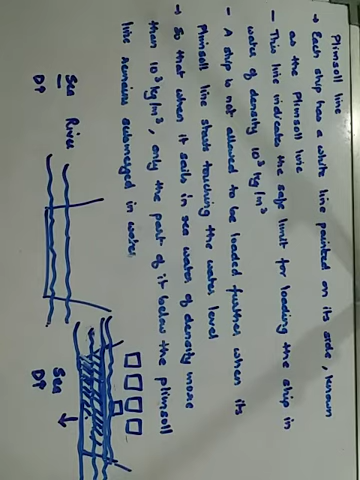 Plimsoll line
→ Each ship has a white line painted on its side, known
as the Plimsoll line
- This line indicates the safe limit for loading the ship in
water of density 10³ kg/m³
- A ship is not allowed to be loaded further when its
Plimsoll line starts touching the water level
→ So that when it sails in sea water of density more
than 10³ kg/m³, only the part of it below the plimsoll
line remains submerged in water
Sea River
Sea